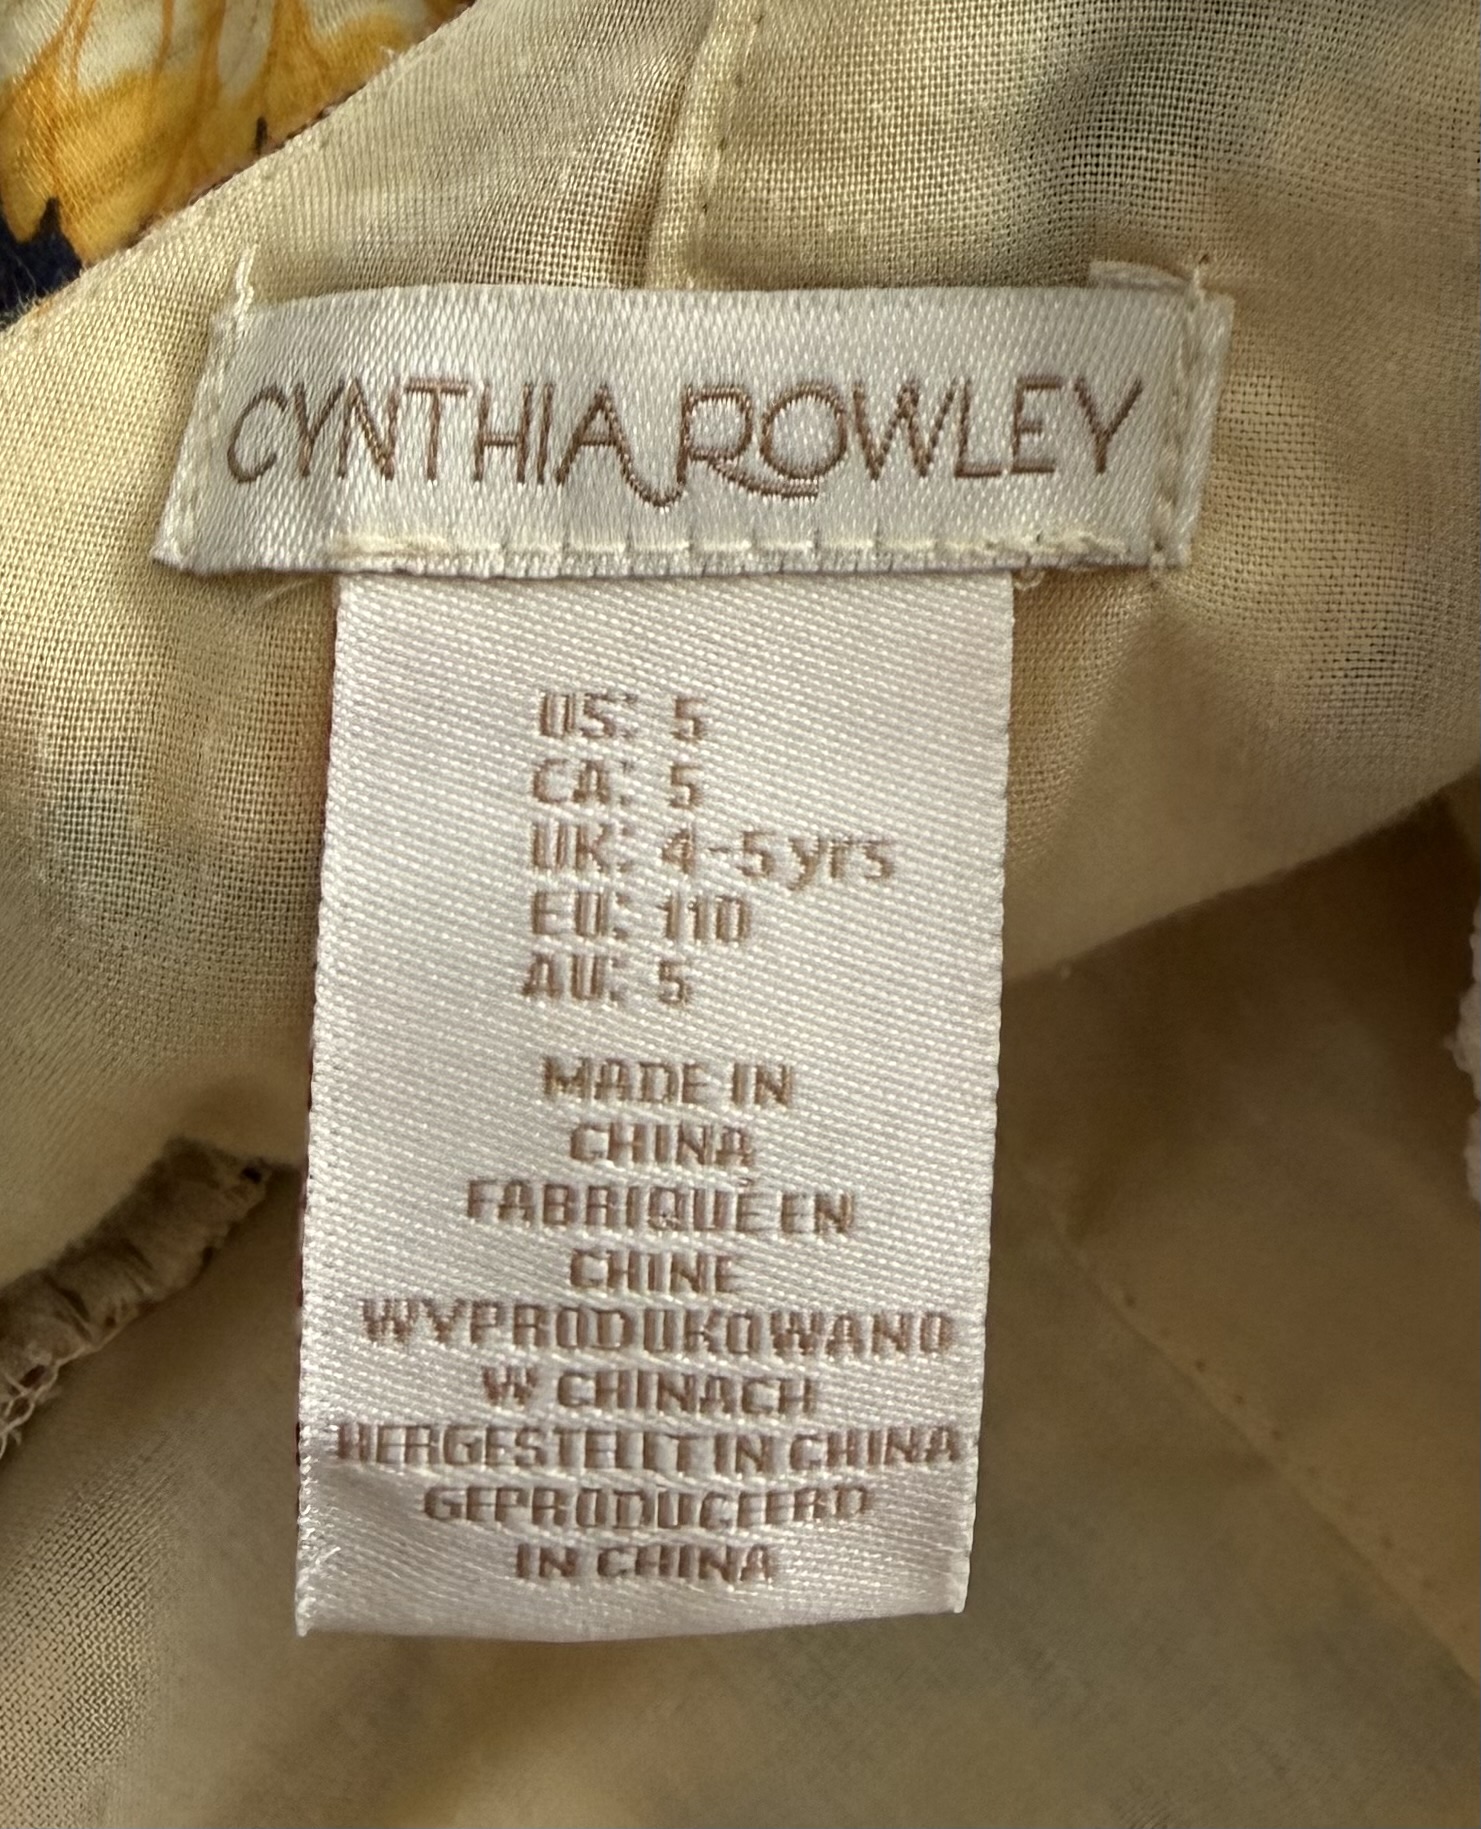 CYNTHIA ROWLEY
US: 5
CA: 5
UK: 4-5 yrs
EU: 110
AU: 5
MADE IN
CHINA
FABRIQUÉ EN
CHINE
WYPRODUKOWANO
W CHINACH
HERGESTELLT IN CHINA
GEPRODUCEERD
IN CHINA